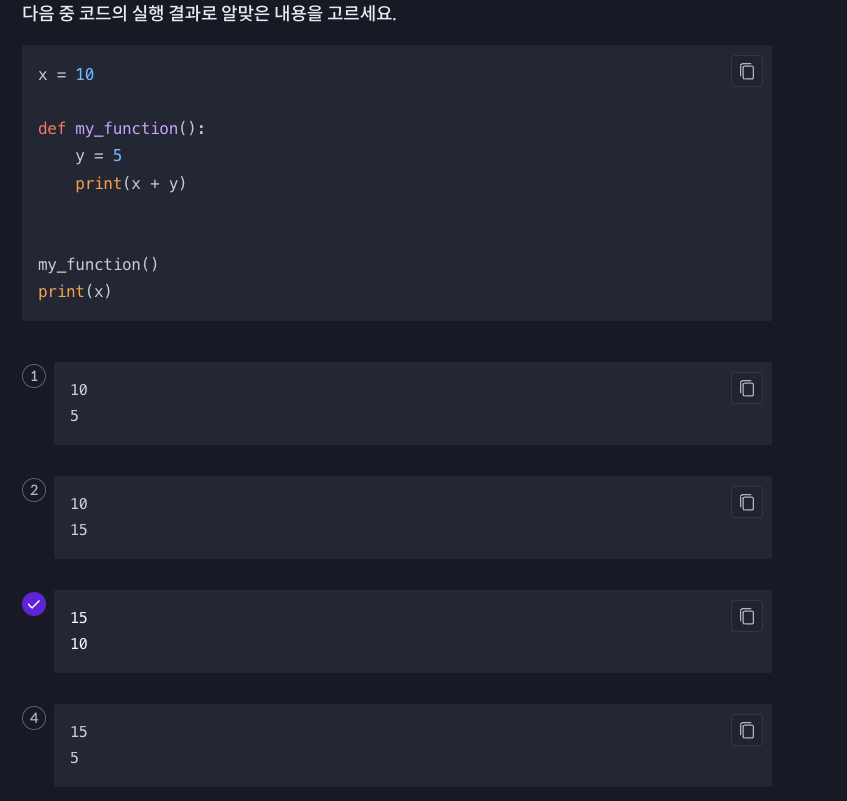 다음 중 코드의 실행 결과로 알맞은 내용을 고르세요.
x = 10
def my_function():
    y = 5
    print(x + y)
my_function()
print(x)
1
10
5
2
10
15
15
10
4
15
5